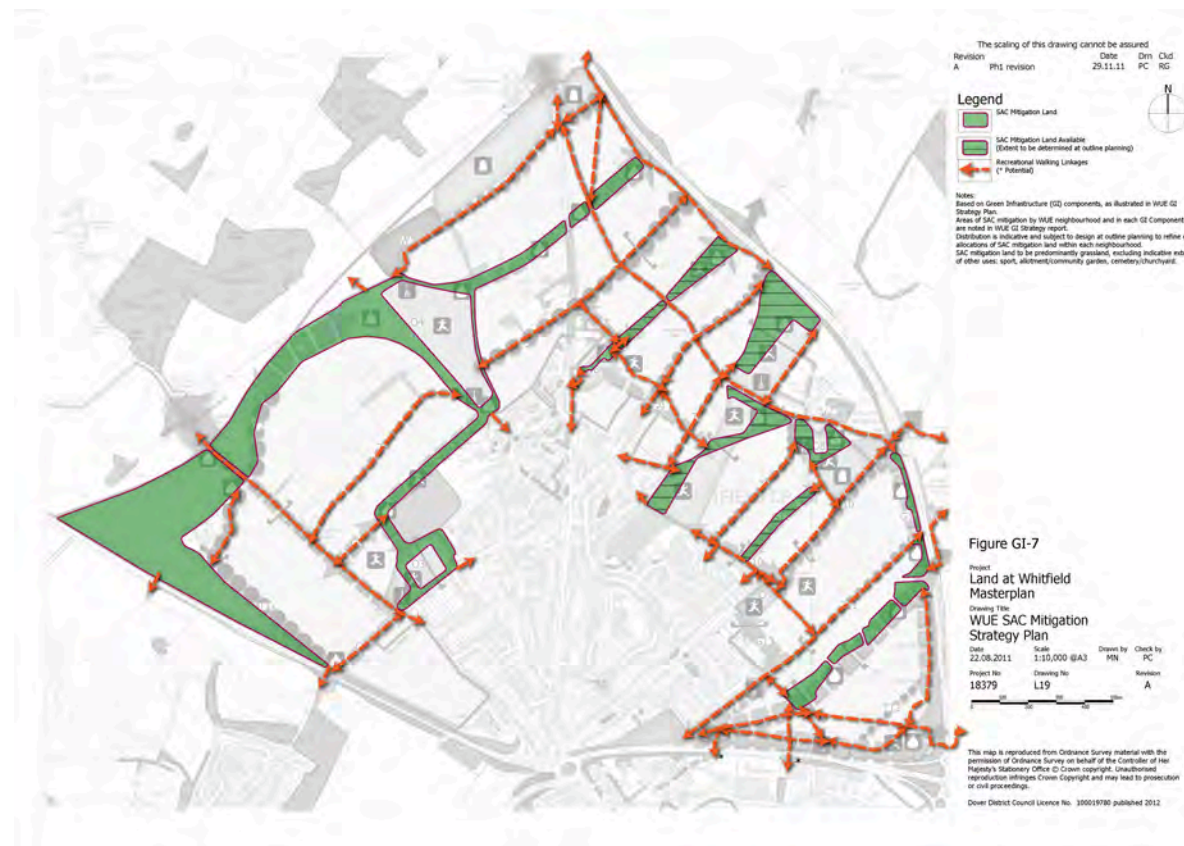 The scaling of this drawing cannot be assured
Revision Date Drn Ckd
A Ph1 revision 29.11.11 PC RG
N
Legend
SAC Mitigation Land
SAC Mitigation Land Available
(Extent to be determined at outline planning)
Recreational Walking Linkages
(* Potential)
Notes:
Based on Green Infrastructure (GI) components, as illustrated in WUE GI
Strategy Plan.
Areas of SAC mitigation by WUE neighbourhood and in each GI Component
are noted in WUE GI Strategy report.
Distribution is indicative and subject to design at outline planning to refine
allocations of SAC mitigation land within each neighbourhood.
SAC mitigation land to be predominantly grassland, excluding indicative
of other uses: sport, allotment/community garden, cemetery/churchyard.
Figure GI-7
Project
Land at Whitfield
Masterplan
Drawing Title
WUE SAC Mitigation
Strategy Plan
Date Scale Drawn by Check by
22.08.2011 1:10,000 @A3 MN PC
Project No Drawing No Revision
18379 L19 A
This map is reproduced from Ordnance Survey material with the
permission of Ordnance Survey on behalf of the Controller of Her
Majesty's Stationery Office © Crown copyright. Unauthorised
reproduction infringes Crown Copyright and may lead to prosecution
or civil proceedings.
Dover District Council Licence No. 100019780 published 2012